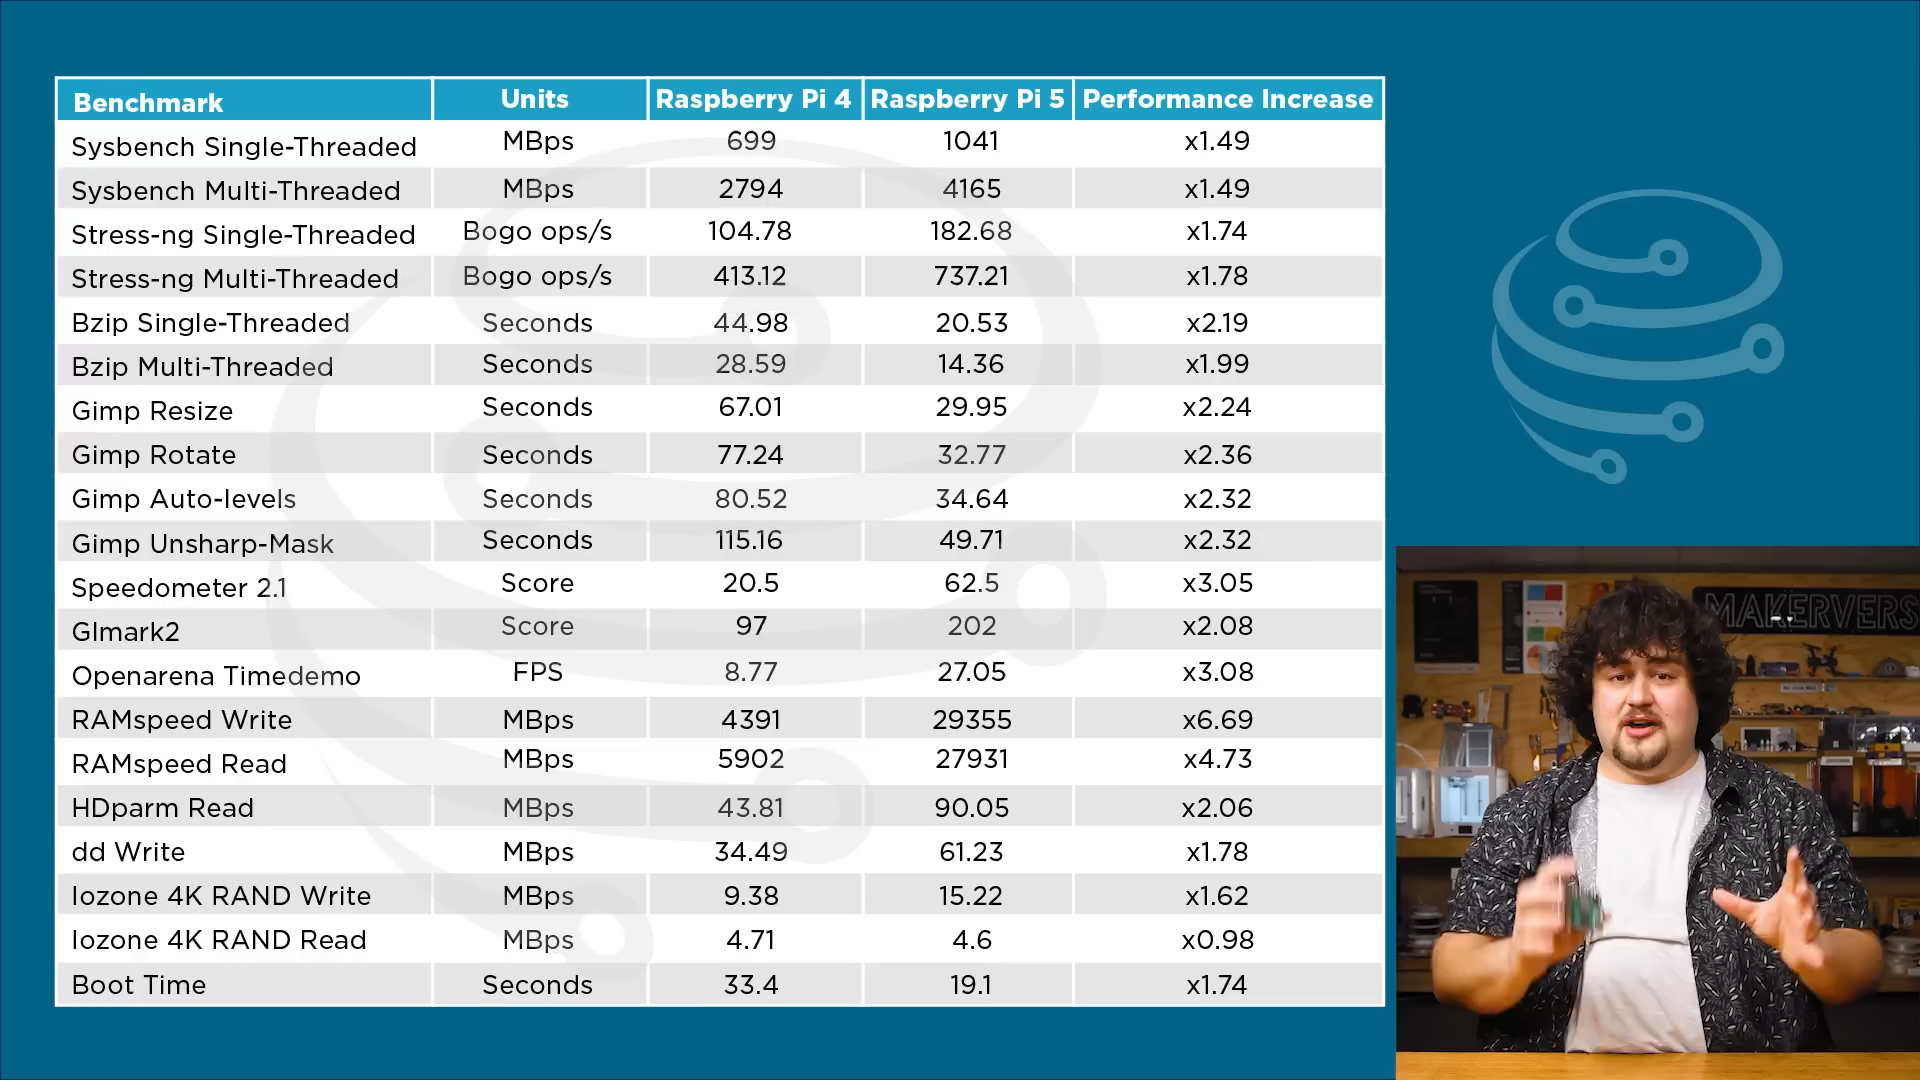 Benchmark Units Raspberry Pi 4 Raspberry Pi 5 Performance Increase
Sysbench Single-Threaded MBps 699 1041 x1.49
Sysbench Multi-Threaded MBps 2794 4165 x1.49
Stress-ng Single-Threaded Bogo ops/s 104.78 182.68 x1.74
Stress-ng Multi-Threaded Bogo ops/s 413.12 737.21 x1.78
Bzip Single-Threaded Seconds 44.98 20.53 x2.19
Bzip Multi-Threaded Seconds 28.59 14.36 x1.99
Gimp Resize Seconds 67.01 29.95 x2.24
Gimp Rotate Seconds 77.24 32.77 x2.36
Gimp Auto-levels Seconds 80.52 34.64 x2.32
Gimp Unsharp-Mask Seconds 115.16 49.71 x2.32
Speedometer 2.1 Score 20.5 62.5 x3.05
Glmark2 Score 97 202 x2.08
Openarena Timedemo FPS 8.77 27.05 x3.08
RAMspeed Write MBps 4391 29355 x6.69
RAMspeed Read MBps 5902 27931 x4.73
HDparm Read MBps 43.81 90.05 x2.06
dd Write MBps 34.49 61.23 x1.78
Iozone 4K RAND Write MBps 9.38 15.22 x1.62
Iozone 4K RAND Read MBps 4.71 4.6 x0.98
Boot Time Seconds 33.4 19.1 x1.74
MAKERVERS